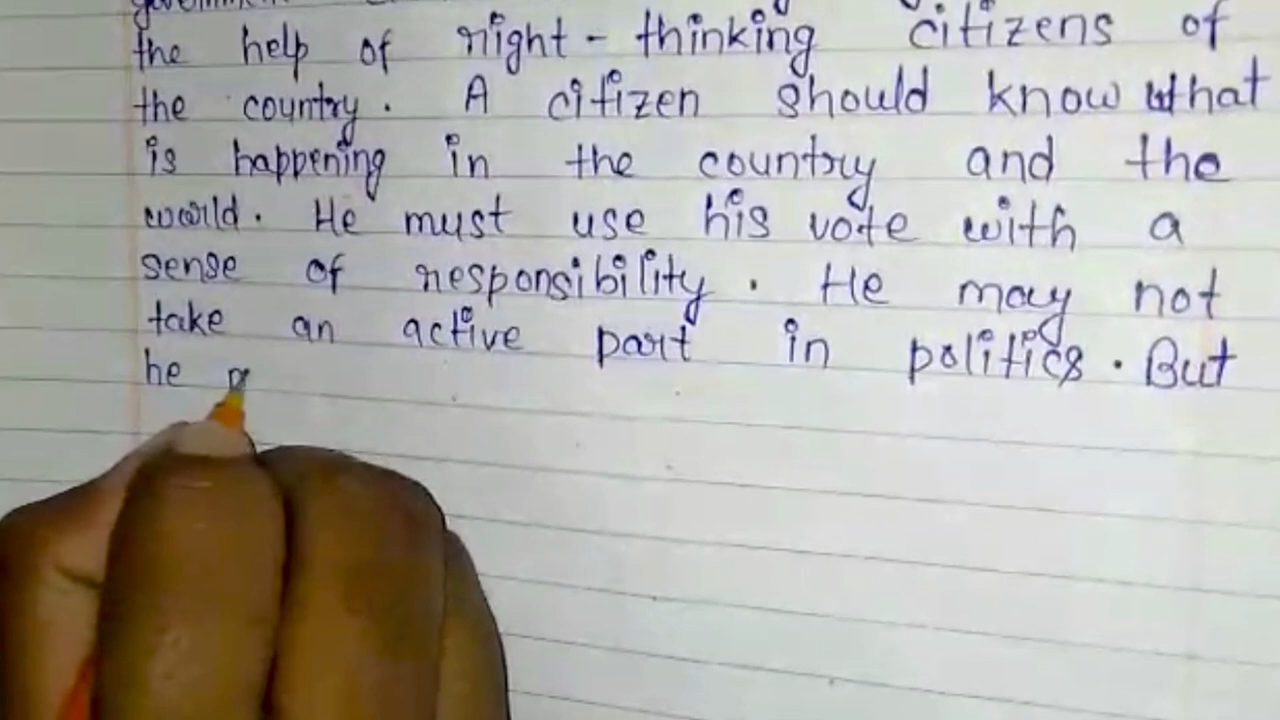 government
the help of right - thinking citizens of
the country. A citizen should know what
is happening in the country and the
world. He must use his vote with a
sense of responsibility. He may not
take an active part in politics. But
he